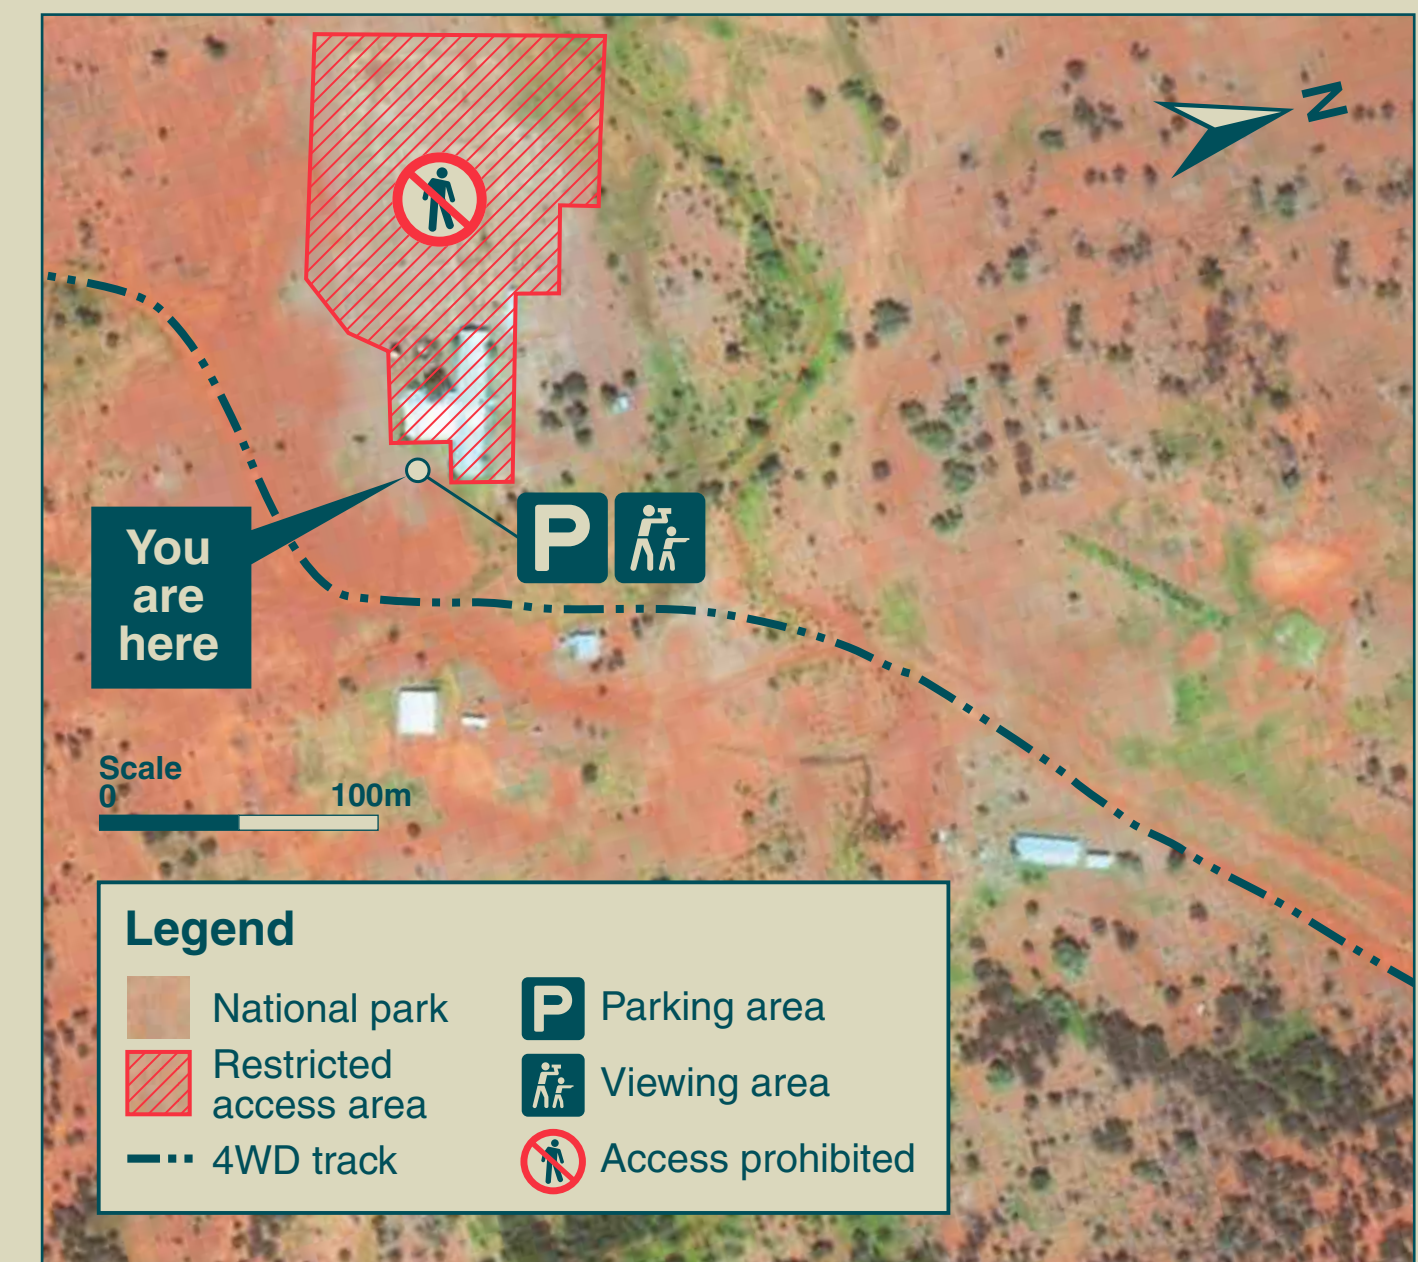 N
P
You
are
here
Scale
0 100m
Legend
National park
Restricted
access area
4WD track
P Parking area
Viewing area
Access prohibited